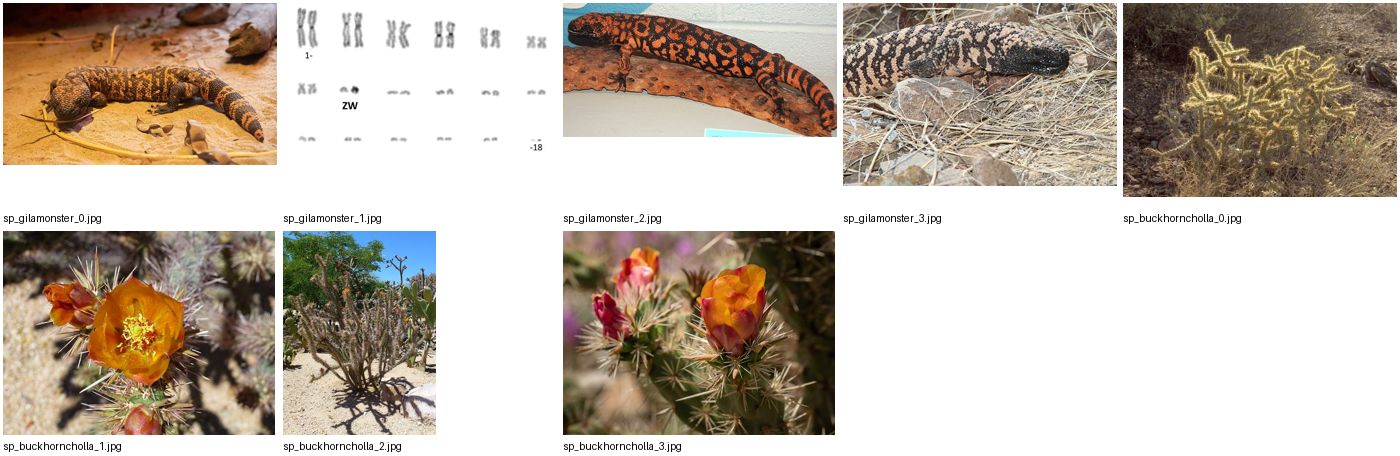 1-
ZW
-18
sp_gilamonster_0.jpg
sp_gilamonster_1.jpg
sp_gilamonster_2.jpg
sp_gilamonster_3.jpg
sp_buckhorncholla_0.jpg
sp_buckhorncholla_1.jpg
sp_buckhorncholla_2.jpg
sp_buckhorncholla_3.jpg